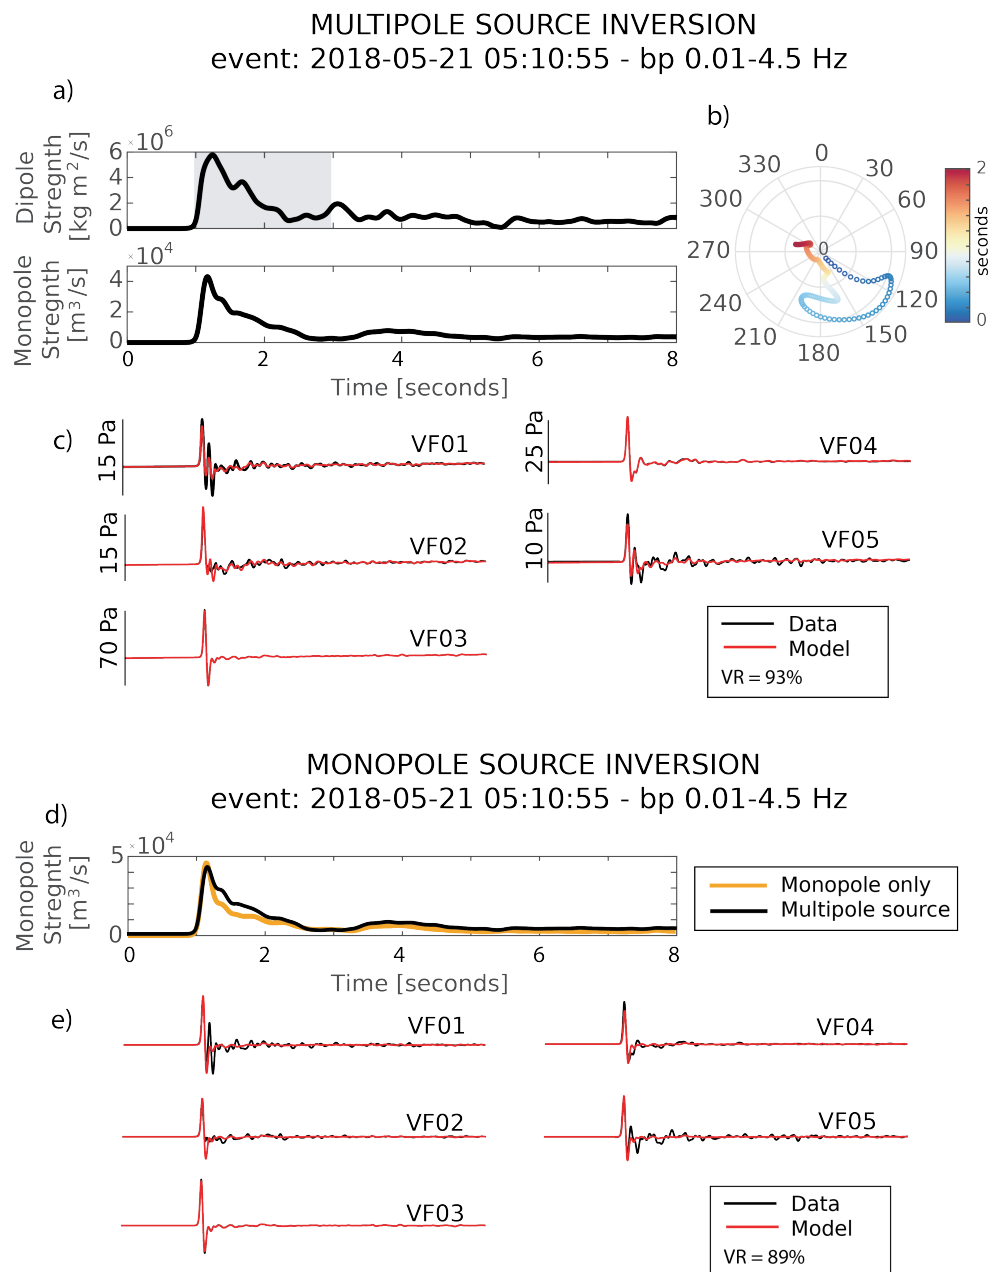 MULTIPOLE SOURCE INVERSION
event: 2018-05-21 05:10:55 - bp 0.01-4.5 Hz
a)
Dipole
Stregnth
[kg m²/s]
×10⁶
6
4
2
0
Monopole
Stregnth
[m³/s]
×10⁴
4
2
0
0 2 4 6 8
Time [seconds]
b)
0
30
60
90
120
150
180
210
240
270
300
330
0
2
seconds
0
c)
15 Pa
VF01
15 Pa
VF02
70 Pa
VF03
25 Pa
VF04
10 Pa
VF05
Data
Model
VR = 93%
MONOPOLE SOURCE INVERSION
event: 2018-05-21 05:10:55 - bp 0.01-4.5 Hz
d)
Monopole
Stregnth
[m³/s]
×10⁴
5
0
0 2 4 6 8
Time [seconds]
Monopole only
Multipole source
e)
VF01
VF02
VF03
VF04
VF05
Data
Model
VR = 89%